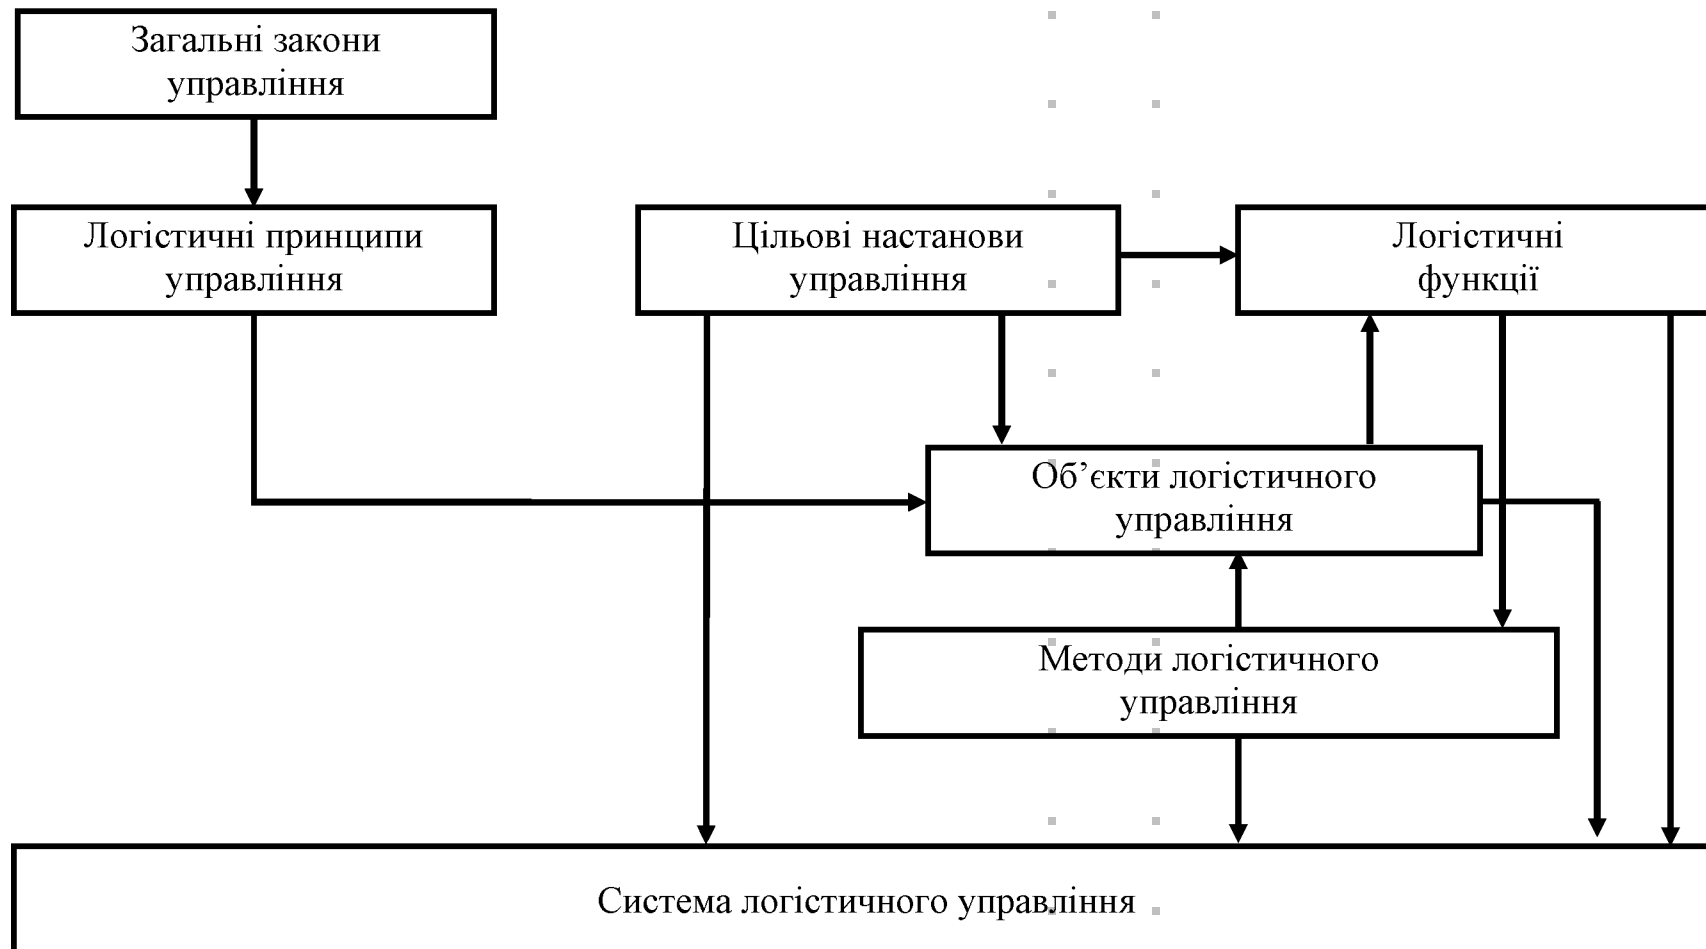 Загальні закони
управління
Логістичні принципи
управління
Цільові настанови
управління
Логістичні
функції
Об’єкти логістичного
управління
Методи логістичного
управління
Система логістичного управління